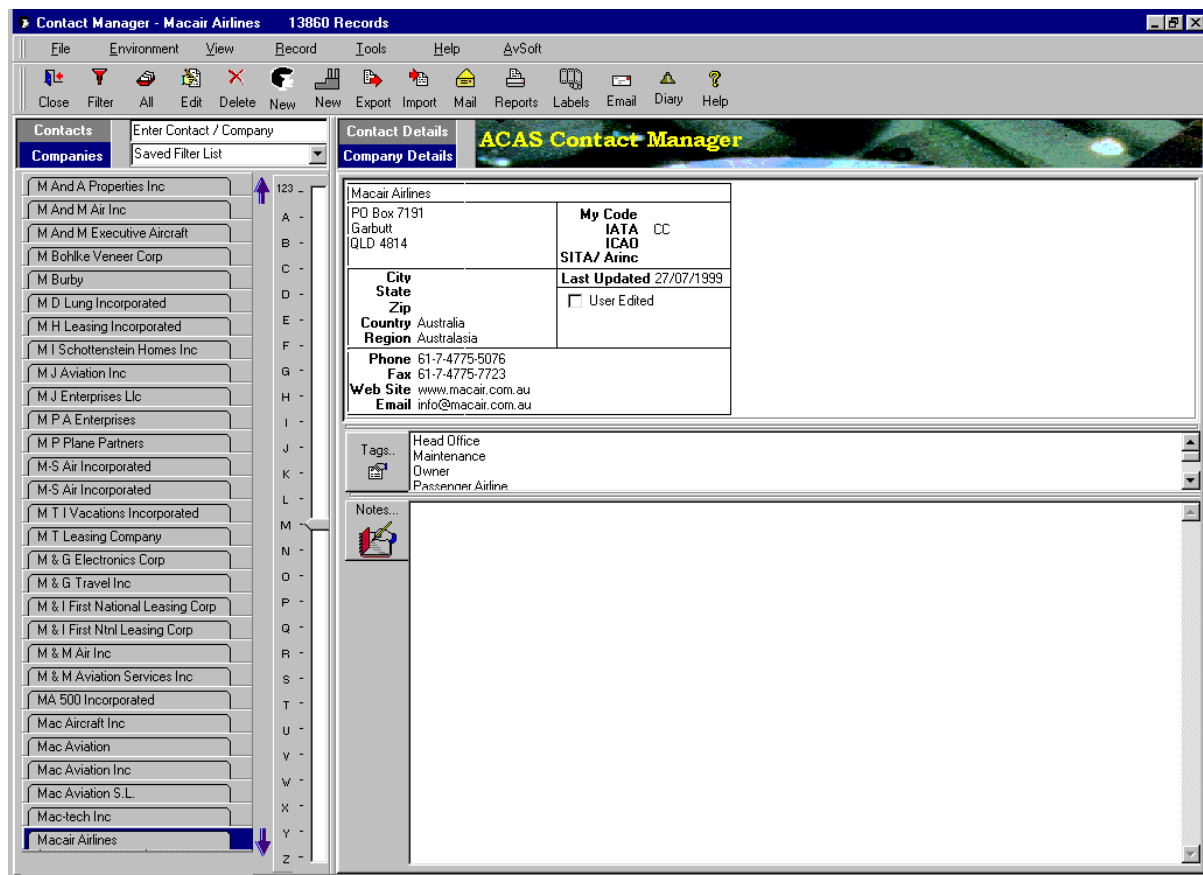 Contact Manager - Macair Airlines 13860 Records
File Environment View Record Tools Help AvSoft
Close Filter All Edit Delete New New Export Import Mail Reports Labels Email Diary Help
Contacts
Enter Contact / Company
Companies
Saved Filter List
Contact Details
Company Details
ACAS Contact Manager
M And A Properties Inc
M And M Air Inc
M And M Executive Aircraft
M Bohlke Veneer Corp
M Burby
M D Lung Incorporated
M H Leasing Incorporated
M I Schottenstein Homes Inc
M J Aviation Inc
M J Enterprises Llc
M P A Enterprises
M P Plane Partners
M-S Air Incorporated
M-S Air Incorporated
M T I Vacations Incorporated
M T Leasing Company
M & G Electronics Corp
M & G Travel Inc
M & I First National Leasing Corp
M & I First Ntnl Leasing Corp
M & M Air Inc
M & M Aviation Services Inc
MA 500 Incorporated
Mac Aircraft Inc
Mac Aviation
Mac Aviation Inc
Mac Aviation S.L.
Mac-tech Inc
Macair Airlines
123
A
B
C
D
E
F
G
H
I
J
K
L
M
N
O
P
Q
R
S
T
U
V
W
X
Y
Z
Macair Airlines
PO Box 7191
Garbutt
QLD 4814
My Code
IATA CC
ICAO
SITA/ Arinc
City
State
Zip
Country Australia
Region Australasia
Last Updated 27/07/1999
User Edited
Phone 61-7-4775-5076
Fax 61-7-4775-7723
Web Site www.macair.com.au
Email info@macair.com.au
Tags..
Head Office
Maintenance
Owner
Passenger Airline
Notes...